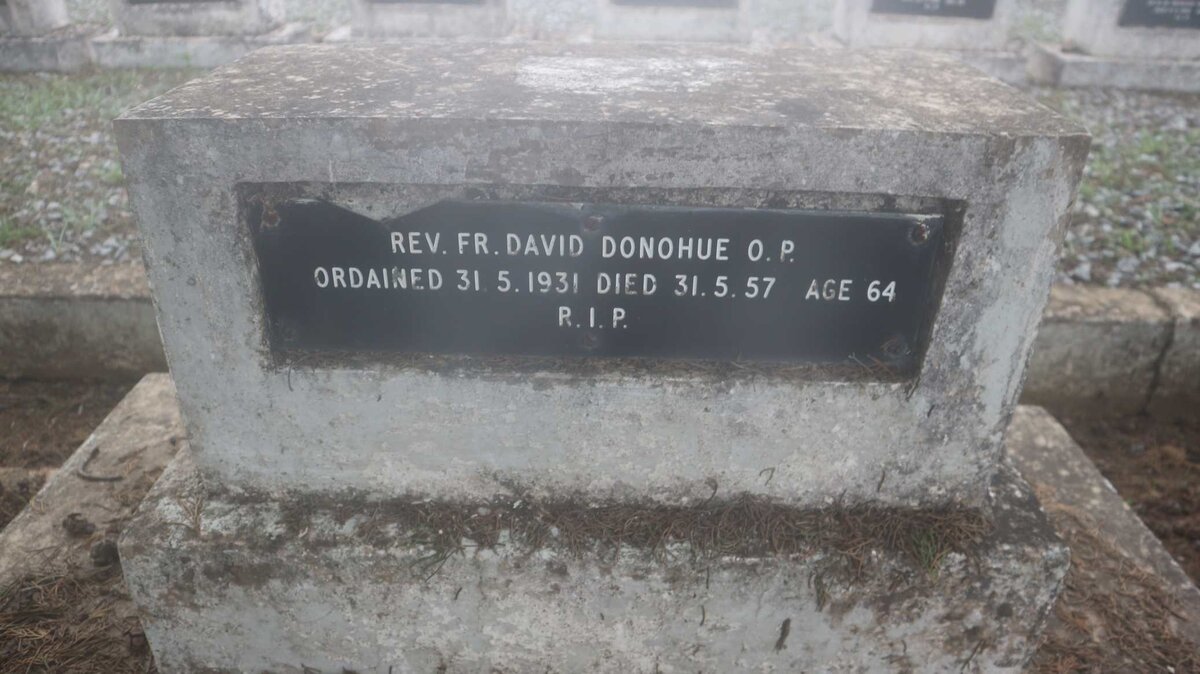 REV. FR. DAVID DONOHUE O.P.
ORDAINED 31.5.1931 DIED 31.5.57 AGE 64
R.I.P.